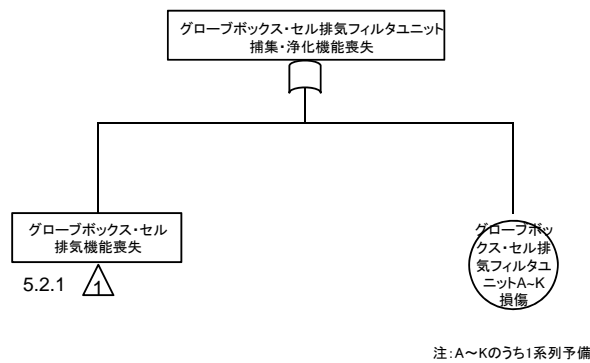 グローブボックス・セル排気フィルタユニット
捕集・浄化機能喪失
グローブボックス・セル
排気機能喪失
5.2.1
1
グローブボッ
クス・セル排
気フィルタユ
ニットA~K
損傷
注:A~Kのうち1系列予備